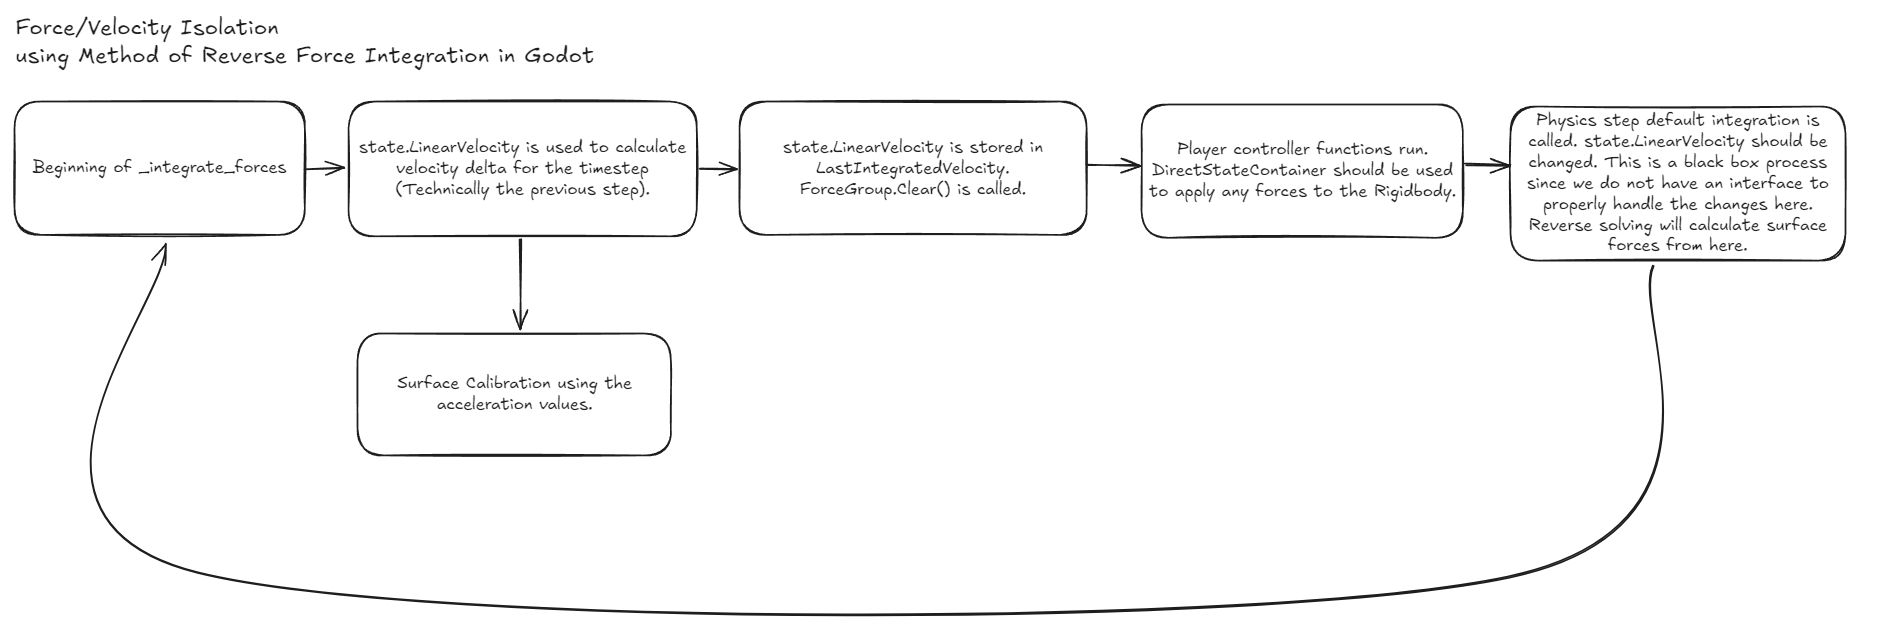 Force/Velocity Isolation
using Method of Reverse Force Integration in Godot
Beginning of _integrate_forces
state.LinearVelocity is used to calculate
velocity delta for the timestep
(Technically the previous step).
state.LinearVelocity is stored in
LastIntegratedVelocity.
ForceGroup.Clear() is called.
Player controller functions run.
DirectStateContainer should be used
to apply any forces to the Rigidbody.
Physics step default integration is
called. state.LinearVelocity should be
changed. This is a black box process
since we do not have an interface to
properly handle the changes here.
Reverse solving will calculate surface
forces from here.
Surface Calibration using the
acceleration values.